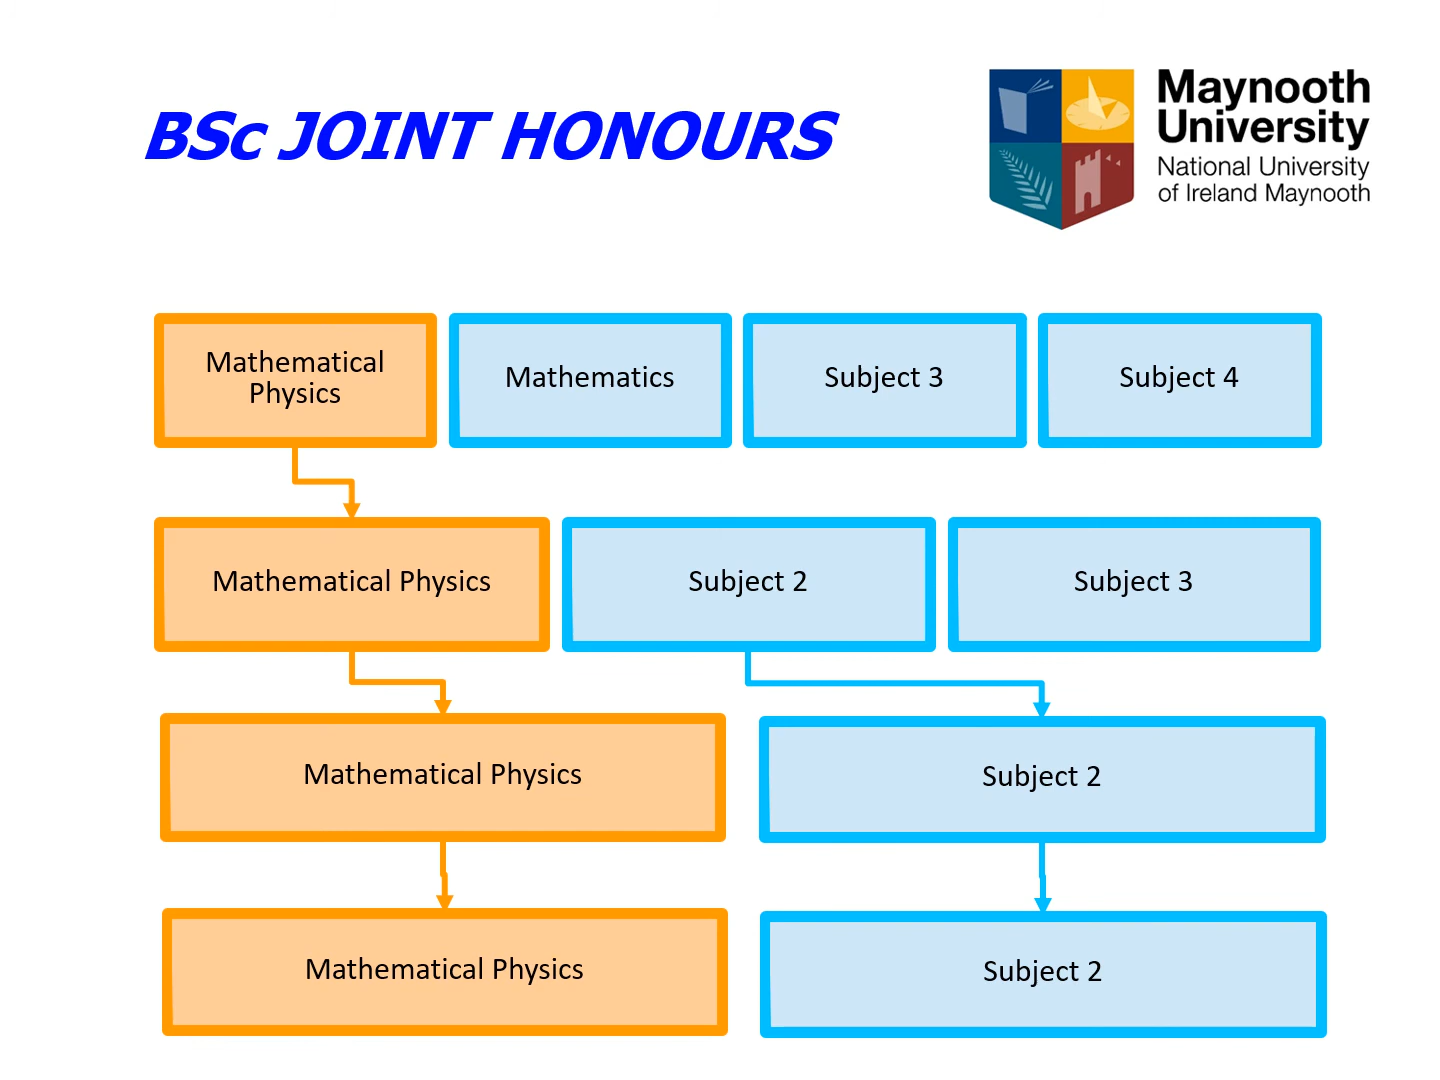 BSc JOINT HONOURS
Maynooth
University
National University
of Ireland Maynooth
Mathematical
Physics
Mathematics
Subject 3
Subject 4
Mathematical Physics
Subject 2
Subject 3
Mathematical Physics
Subject 2
Mathematical Physics
Subject 2